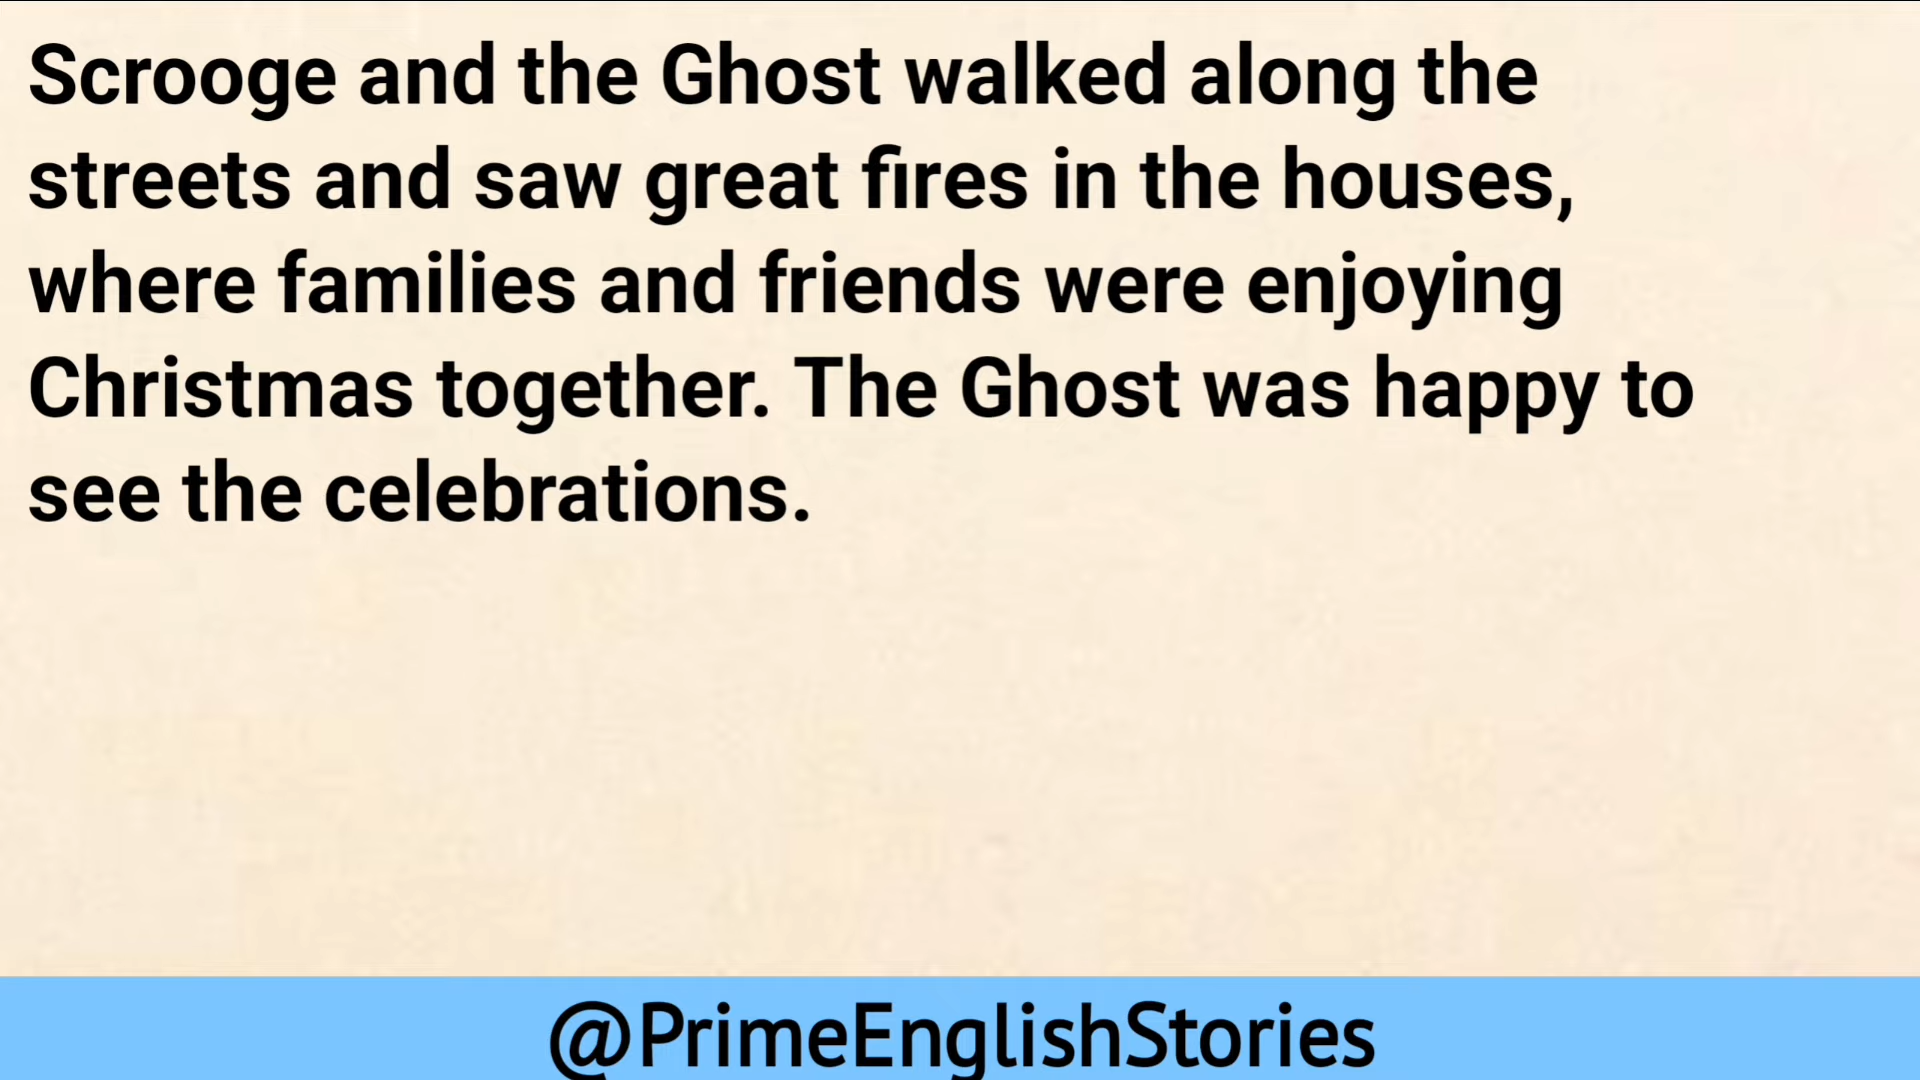 Scrooge and the Ghost walked along the
streets and saw great fires in the houses,
where families and friends were enjoying
Christmas together. The Ghost was happy to
see the celebrations.
@PrimeEnglishStories